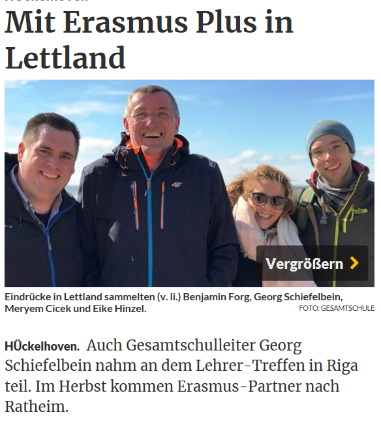 Mit Erasmus Plus in
Lettland
Vergrößern
Eindrücke in Lettland sammelten (v. li.) Benjamin Forg, Georg Schiefelbein,
Meryem Cicek und Eike Hinzel.
FOTO: GESAMTSCHULE
HÜckelhoven. Auch Gesamtschulleiter Georg
Schiefelbein nahm an dem Lehrer-Treffen in Riga
teil. Im Herbst kommen Erasmus-Partner nach
Ratheim.